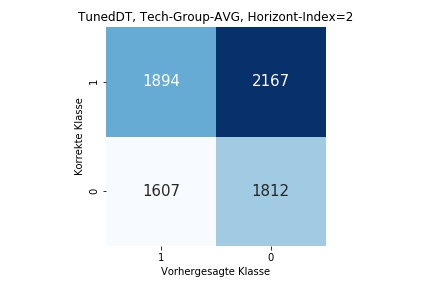 TunedDT, Tech-Group-AVG, Horizont-Index=2
Korrekte Klasse
1
1894 2167
0
1607 1812
1 0
Vorhergesagte Klasse